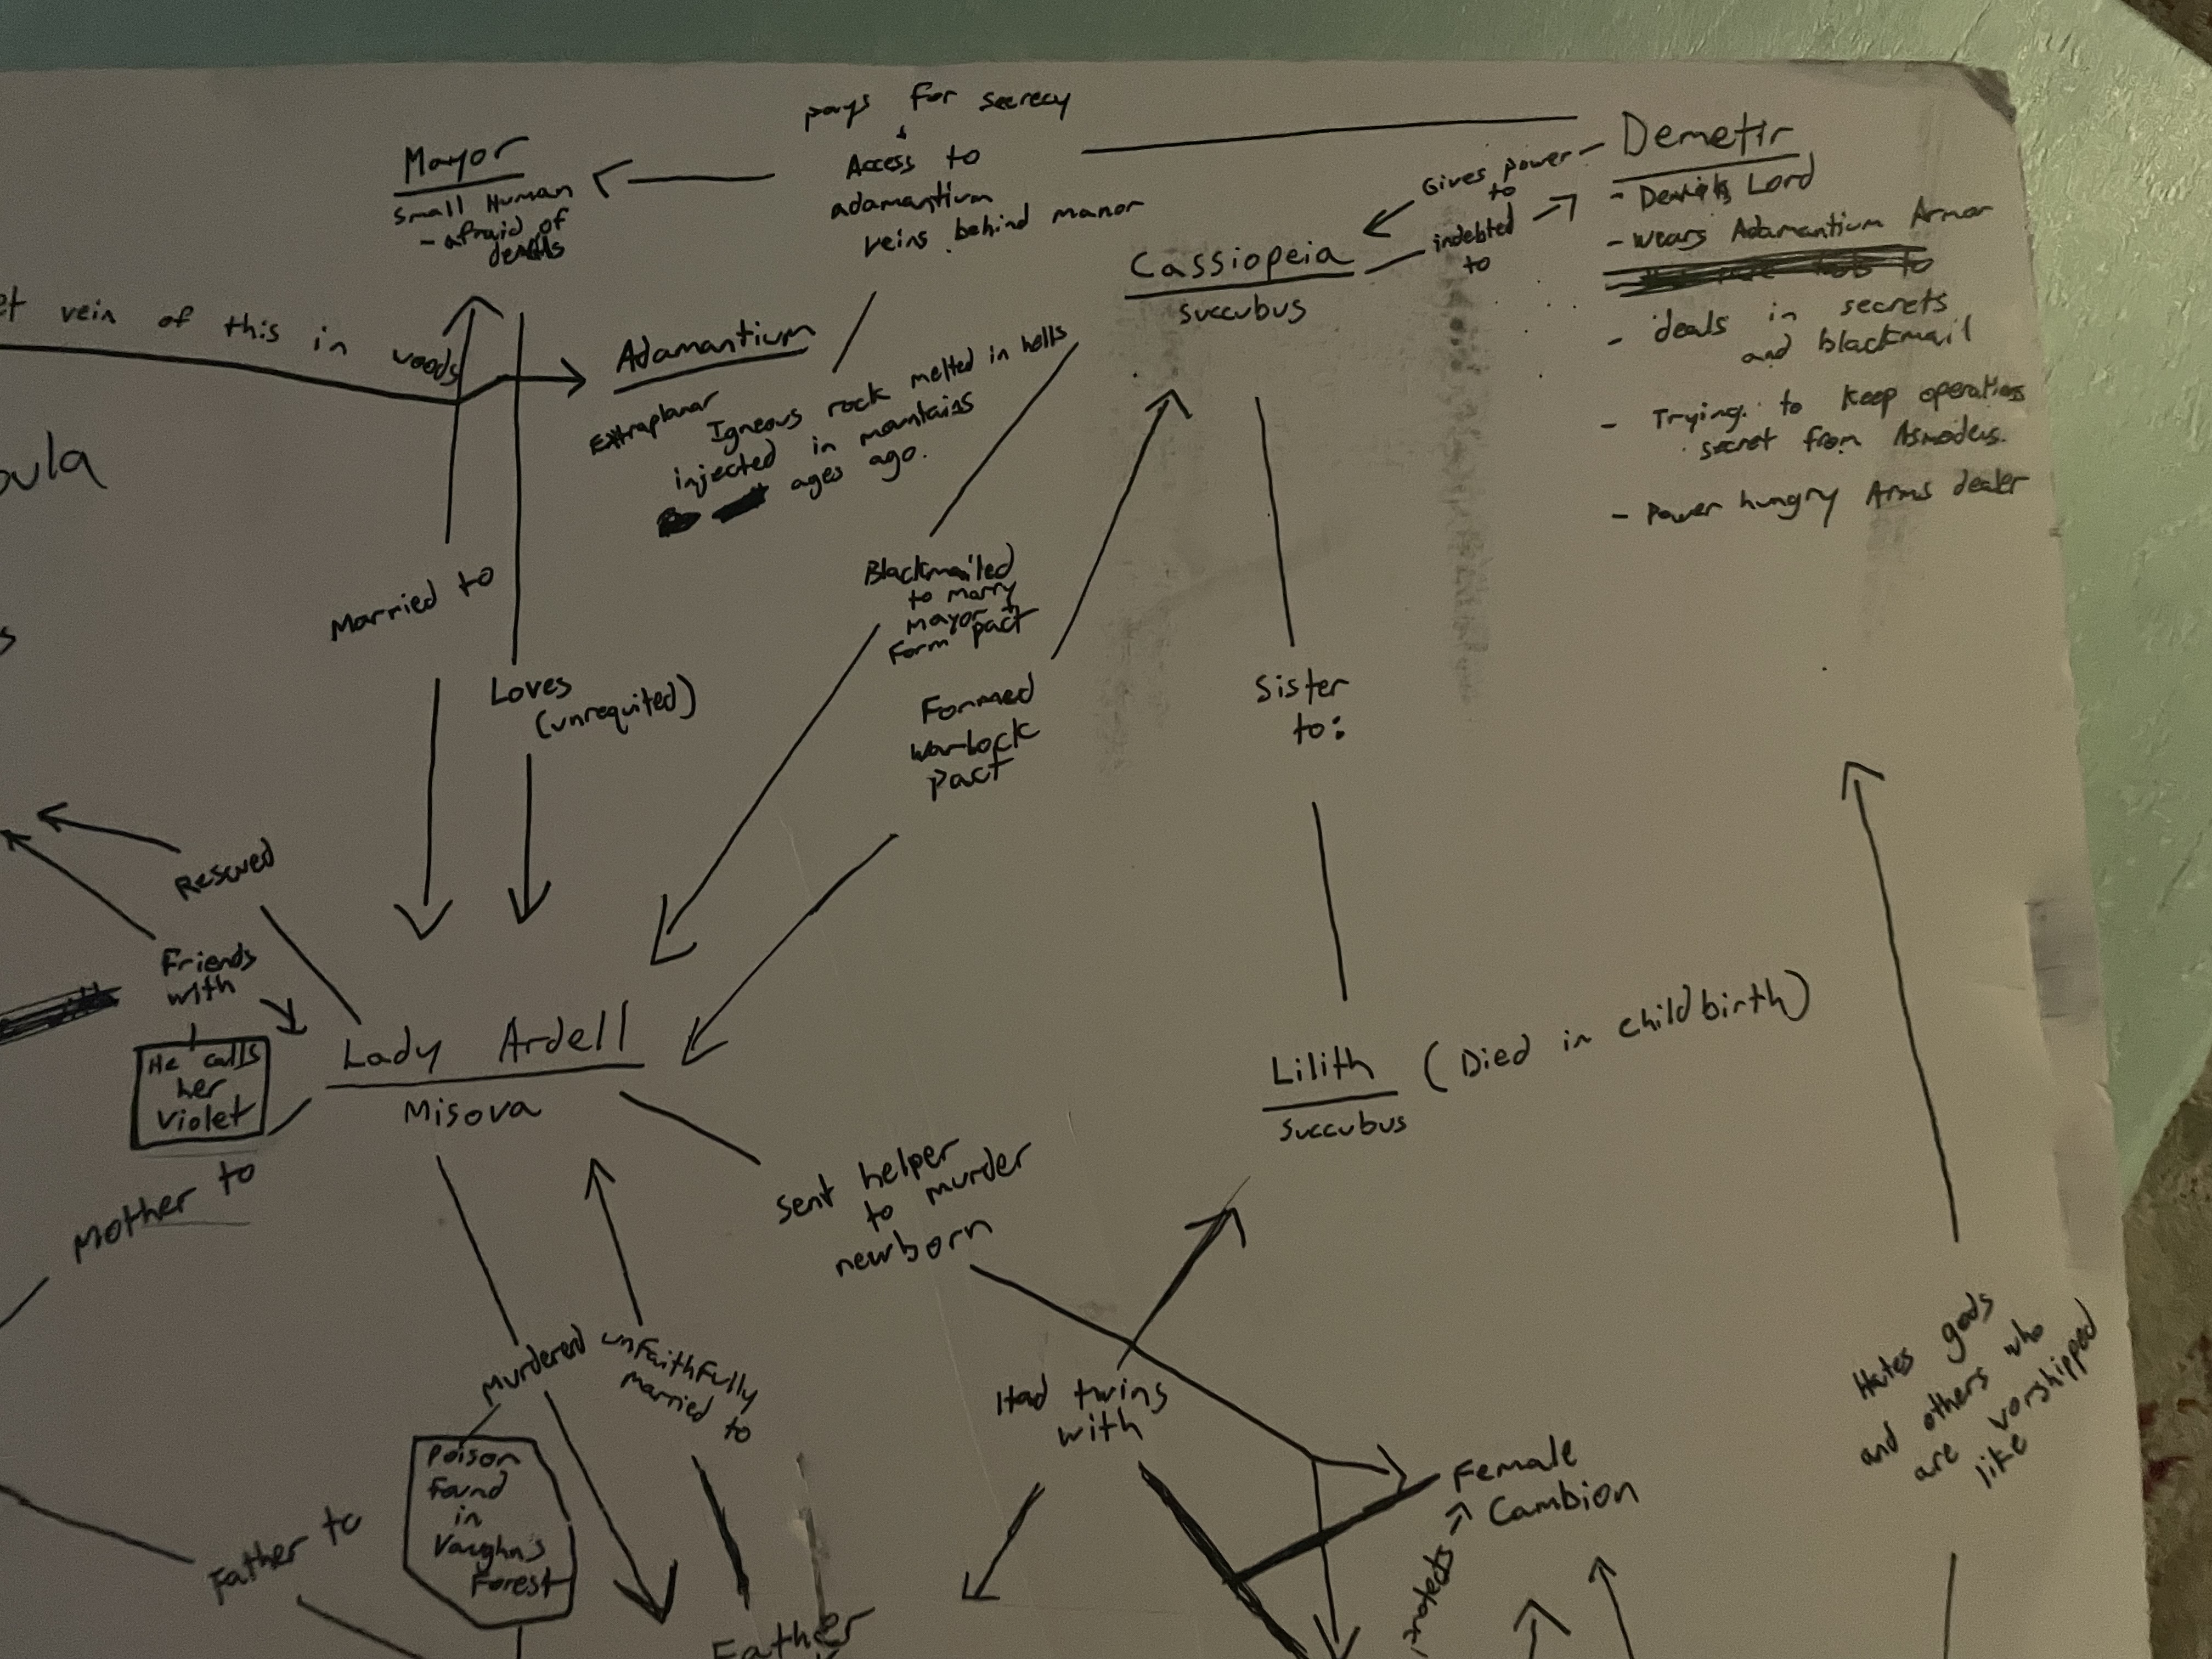 vein of this in woods
ula
Mayor
small Human
- afraid of
devils
pays for secrecy
Access to
adamantium
veins behind manor
Adamantium
Extraplanar Igneous rock melted in hells
injected in mountains
ages ago.
Married to
Loves
(unrequited)
Blackmailed
to marry
mayor by
Form pact
Formed
warlock
pact
Cassiopeia
succubus
Gives power
to
indebted
to
Demetir
- Devils Lord
- wears Adamantium Armor
- deals in secrets
and blackmail
- Trying to keep operations
secret from Asmodeus.
- Power hungry Arms dealer
Sister
to:
Rescued
Friends
with
He calls
her
Violet
Mother to
Lady Ardell
Misova
Lilith (Died in childbirth)
succubus
sent helper
to murder
newborn
Father to
Poison
found
in
Vaughn's
Forest
Murdered
unfaithfully
married
to
Father
Had twins
with
Female
Cambion
Protects
Hates gods
and others who
are worshipped
like